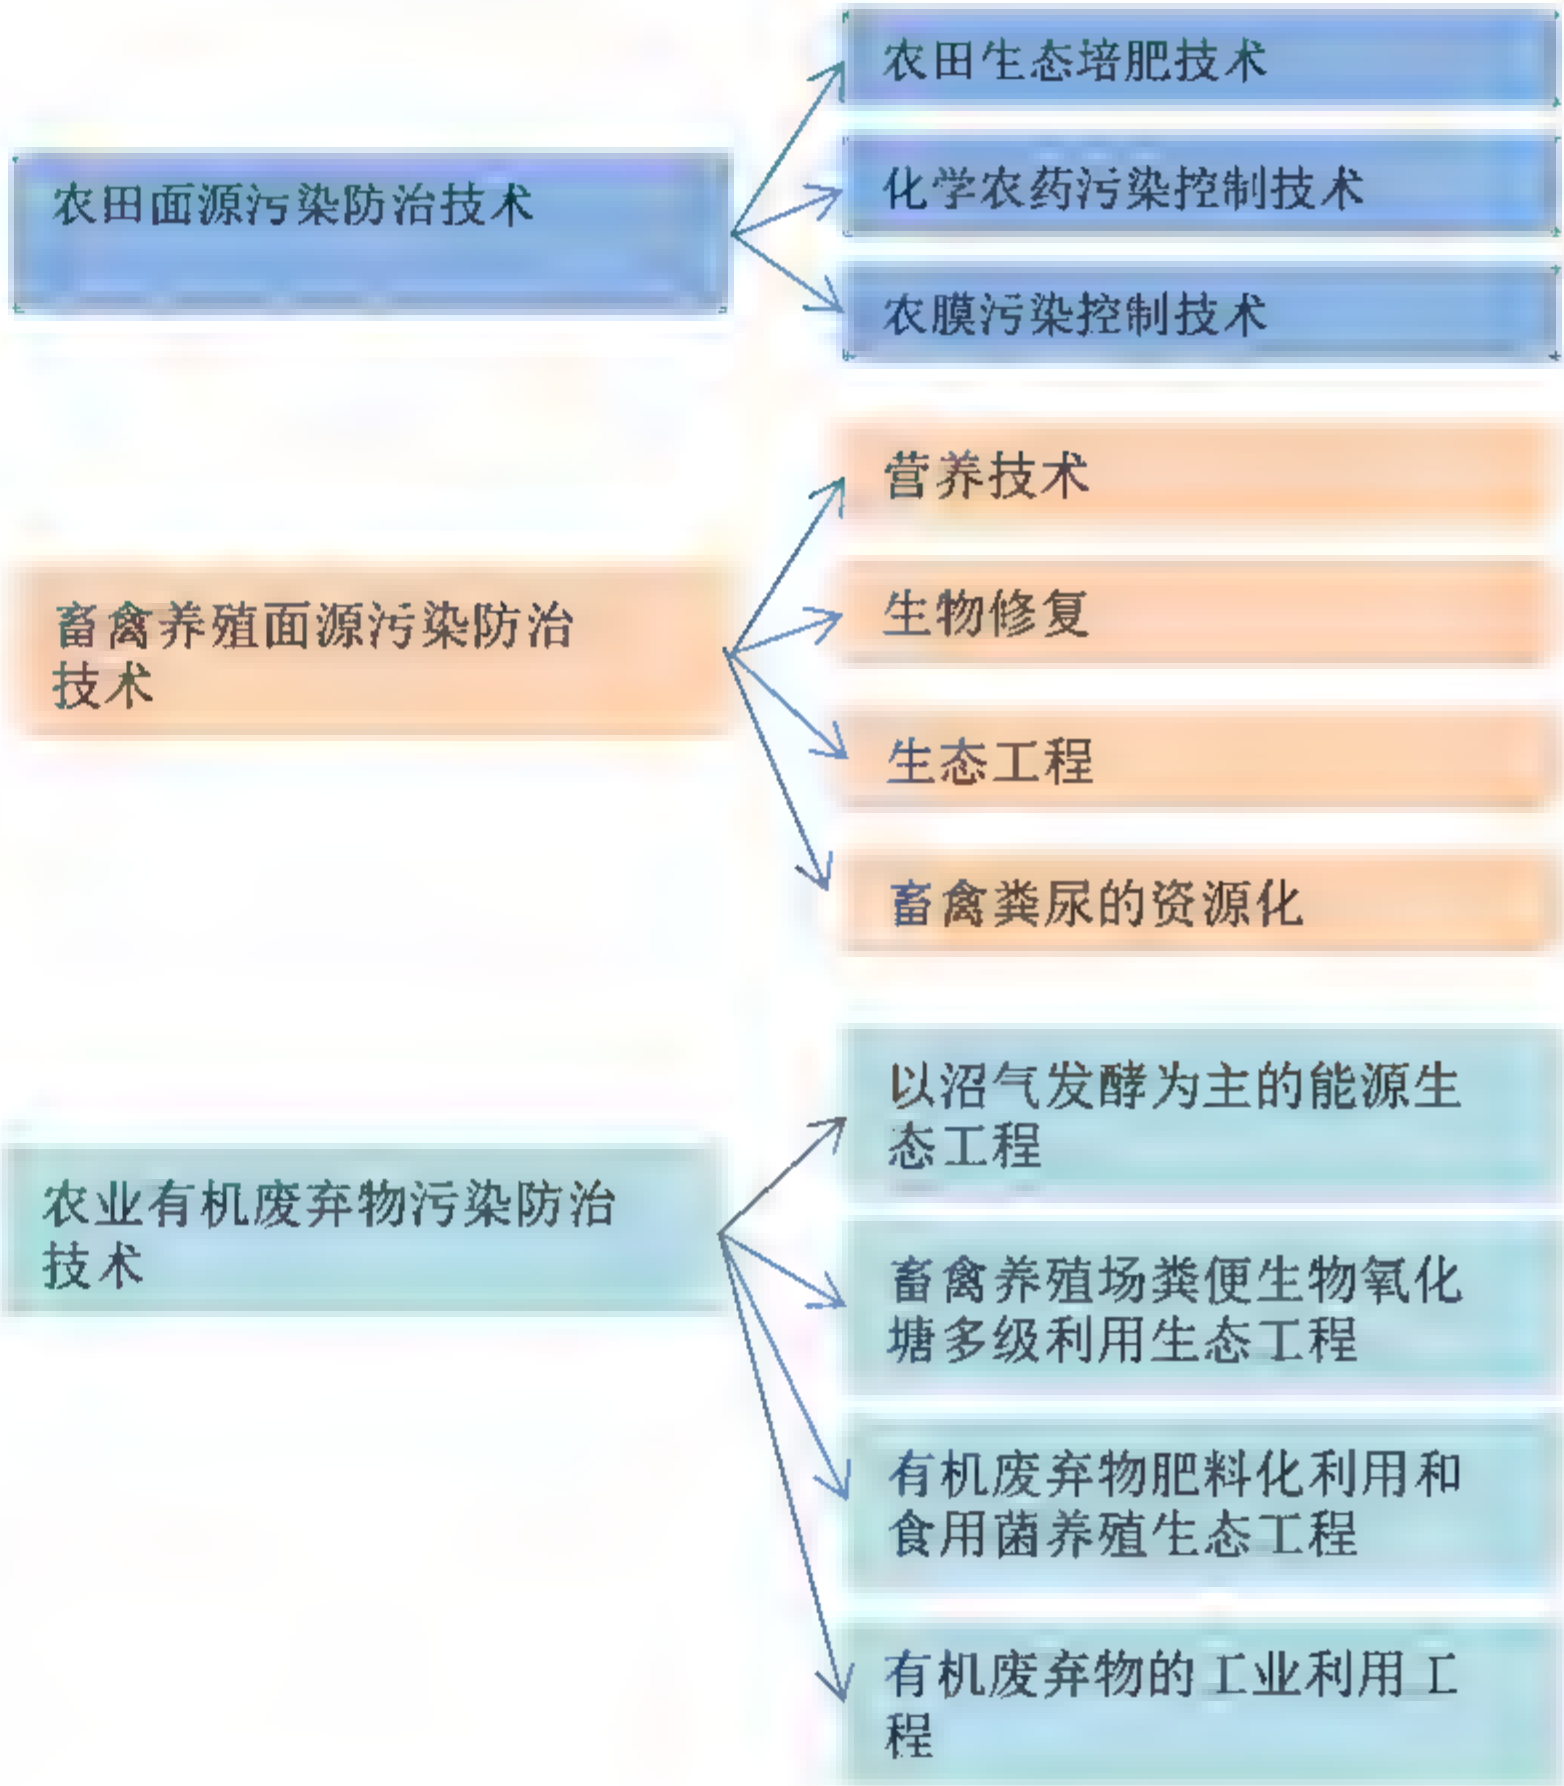 农田面源污染防治技术
农田生态培肥技术
化学农药污染控制技术
农膜污染控制技术
畜禽养殖面源污染防治
技术
营养技术
生物修复
生态工程
畜禽粪尿的资源化
农业有机废弃物污染防治
技术
以沼气发酵为主的能源生
态工程
畜禽养殖场粪便生物氧化
塘多级利用生态工程
有机废弃物肥料化利用和
食用菌养殖生态工程
有机废弃物的工业利用工
程